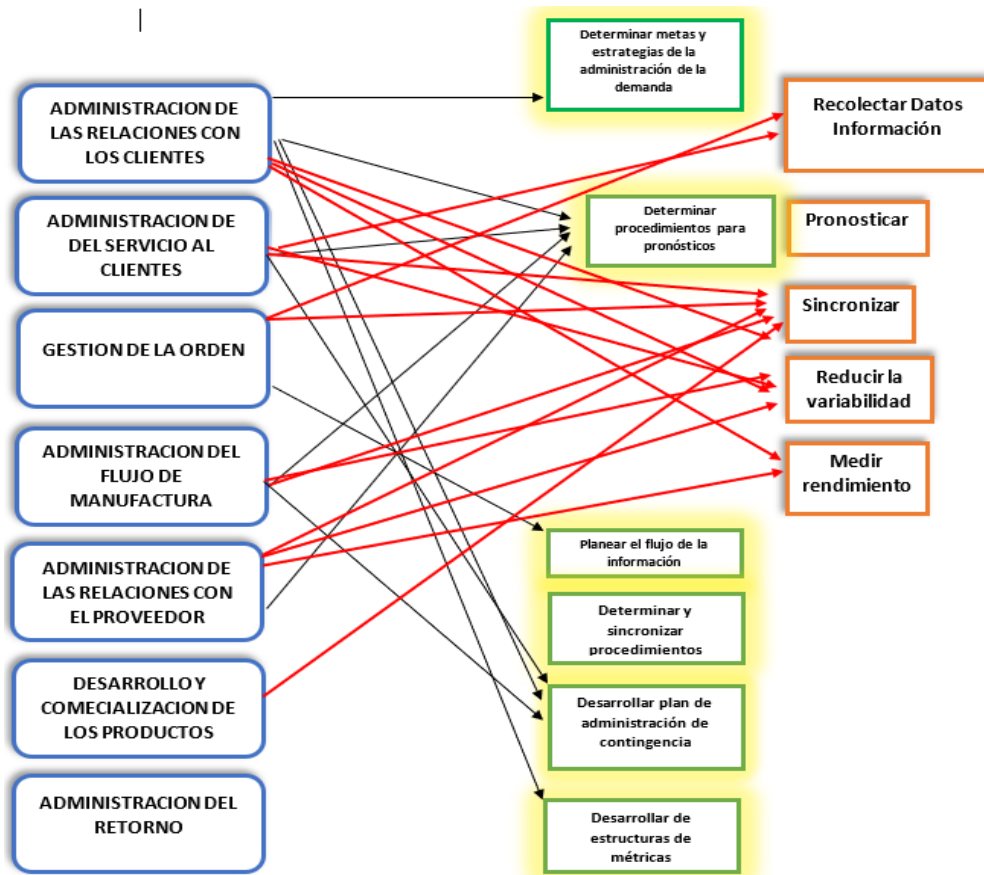 ADMINISTRACION DE
LAS RELACIONES CON
LOS CLIENTES
ADMINISTRACION DE
DEL SERVICIO AL
CLIENTES
GESTION DE LA ORDEN
ADMINISTRACION DEL
FLUJO DE
MANUFACTURA
ADMINISTRACION DE
LAS RELACIONES CON
EL PROVEEDOR
DESARROLLO Y
COMECIALIZACION DE
LOS PRODUCTOS
ADMINISTRACION DEL
RETORNO
Determinar metas y
estrategias de la
administración de la
demanda
Determinar
procedimientos para
pronósticos
Planear el flujo de la
información
Determinar y
sincronizar
procedimientos
Desarrollar plan de
administración de
contingencia
Desarrollar de
estructuras de
métricas
Recolectar Datos
Información
Pronosticar
Sincronizar
Reducir la
variabilidad
Medir
rendimiento